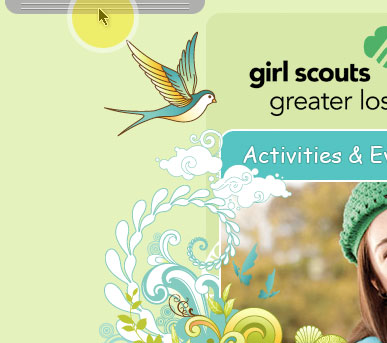 girl scouts
greater los
Activities & Ev